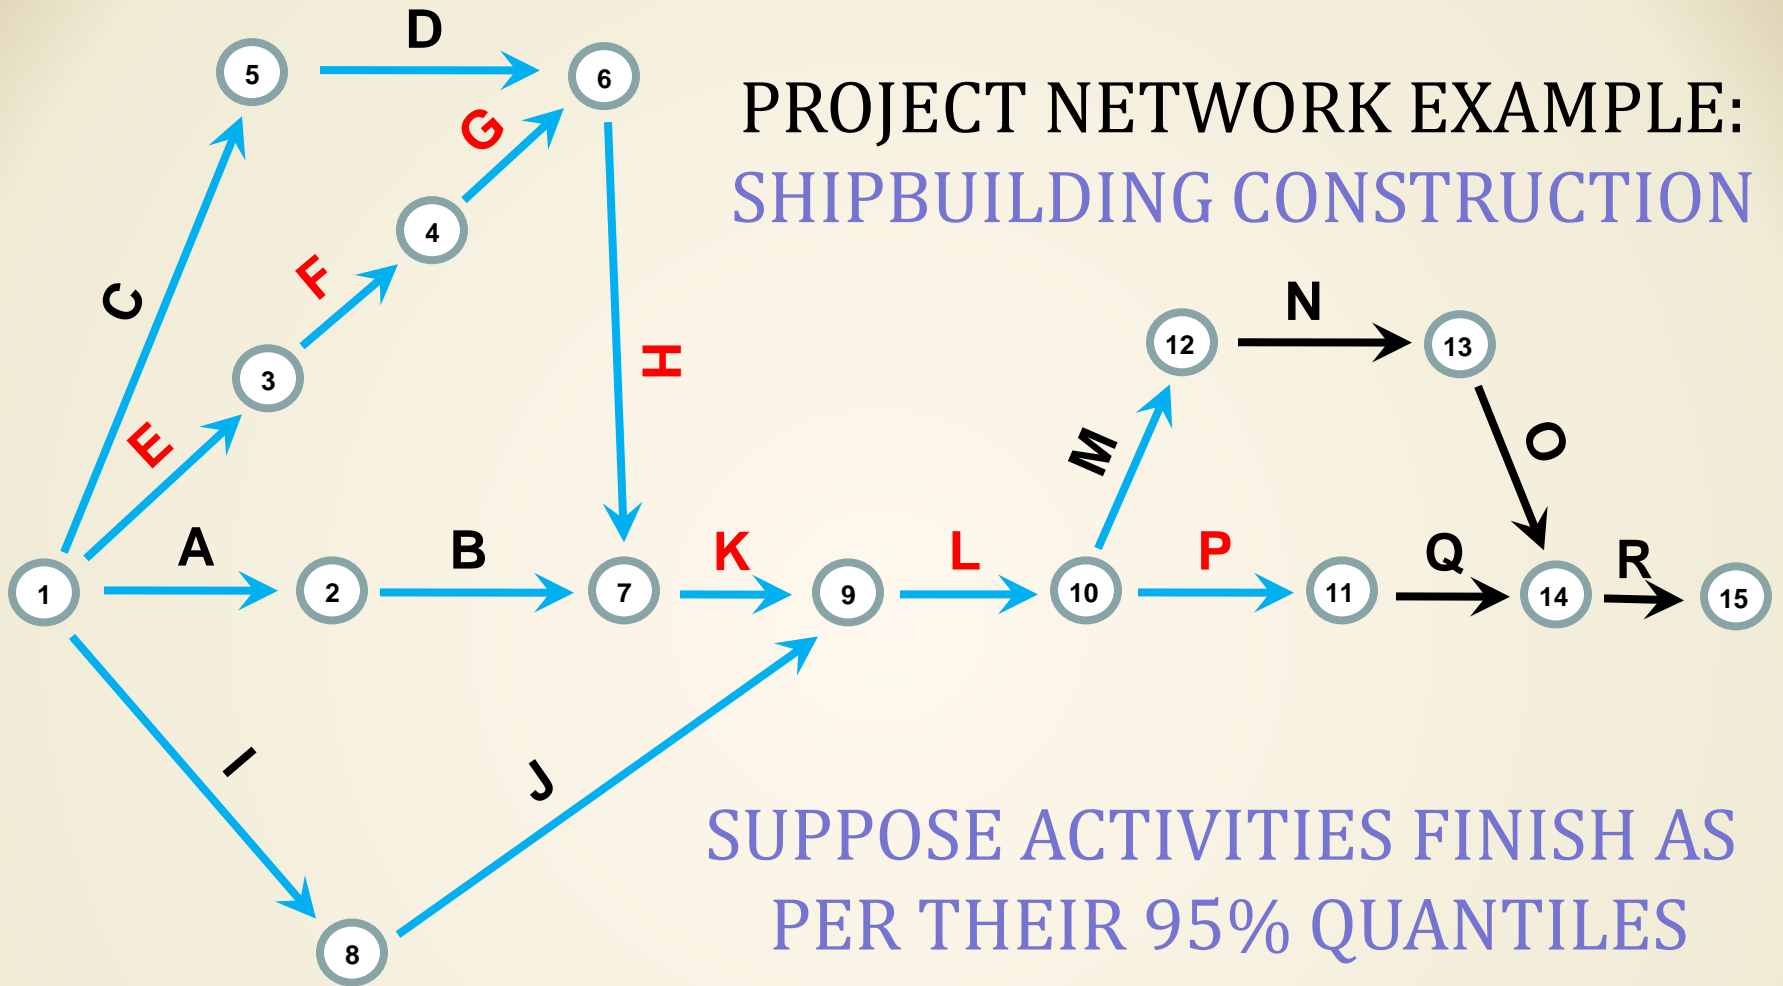 D
5
6
PROJECT NETWORK EXAMPLE:
SHIPBUILDING CONSTRUCTION
G
4
F
C
3
H
E
12
N
13
M
O
1
A
2
B
7
K
9
L
10
P
11
Q
14
R
15
I
J
8
SUPPOSE ACTIVITIES FINISH AS
PER THEIR 95% QUANTILES